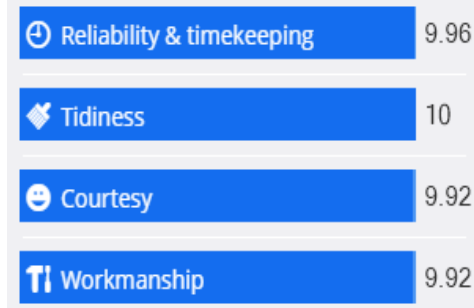 Reliability & timekeeping 9.96
Tidiness 10
Courtesy 9.92
Workmanship 9.92